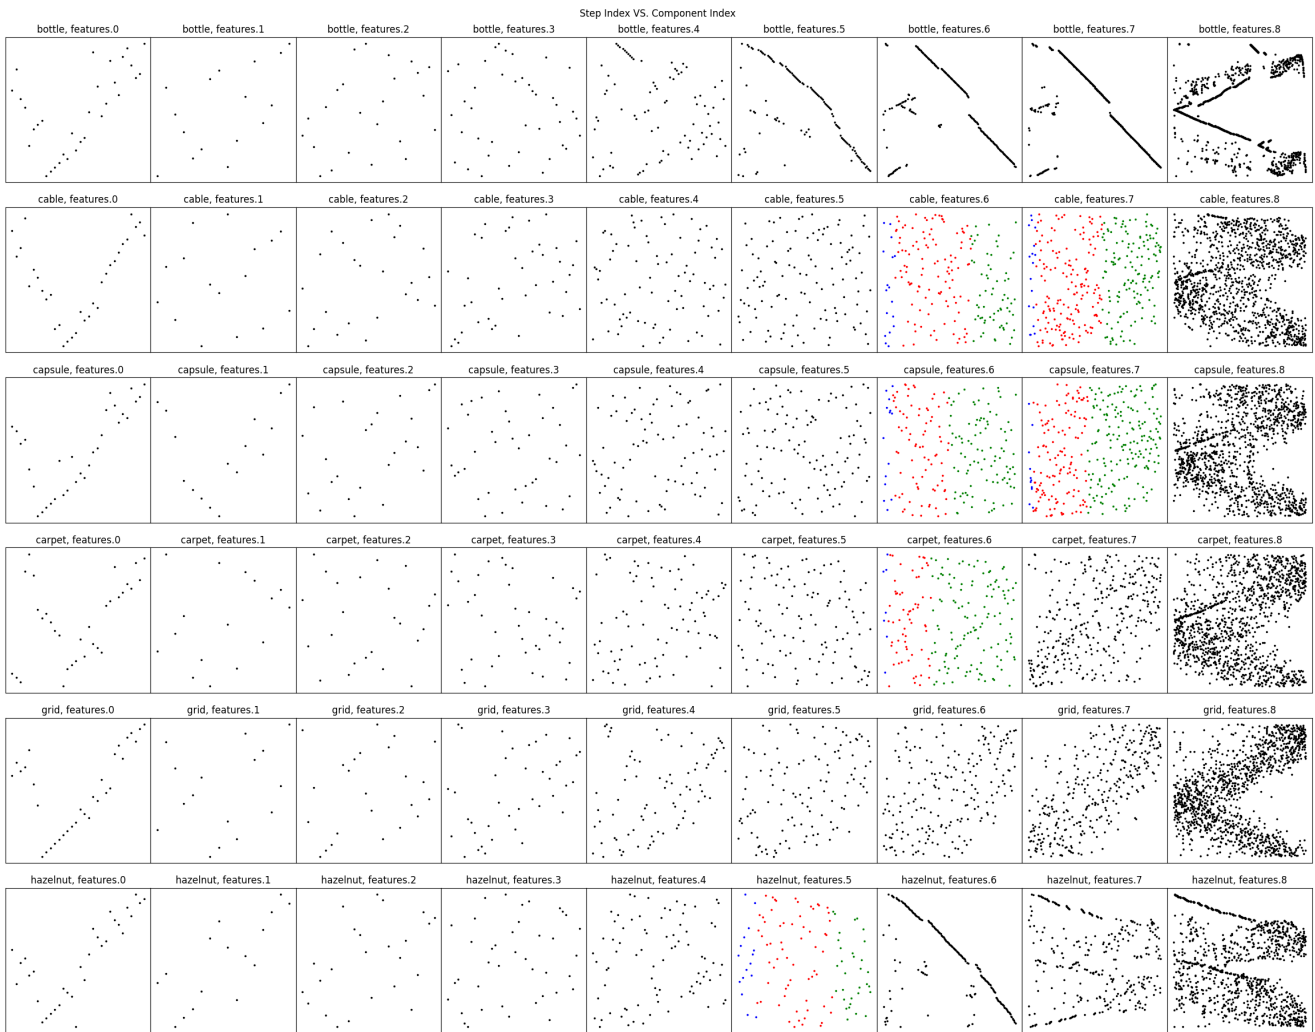 Step Index VS. Component Index
bottle, features.0 bottle, features.1 bottle, features.2 bottle, features.3 bottle, features.4 bottle, features.5 bottle, features.6 bottle, features.7 bottle, features.8
cable, features.0 cable, features.1 cable, features.2 cable, features.3 cable, features.4 cable, features.5 cable, features.6 cable, features.7 cable, features.8
capsule, features.0 capsule, features.1 capsule, features.2 capsule, features.3 capsule, features.4 capsule, features.5 capsule, features.6 capsule, features.7 capsule, features.8
carpet, features.0 carpet, features.1 carpet, features.2 carpet, features.3 carpet, features.4 carpet, features.5 carpet, features.6 carpet, features.7 carpet, features.8
grid, features.0 grid, features.1 grid, features.2 grid, features.3 grid, features.4 grid, features.5 grid, features.6 grid, features.7 grid, features.8
hazelnut, features.0 hazelnut, features.1 hazelnut, features.2 hazelnut, features.3 hazelnut, features.4 hazelnut, features.5 hazelnut, features.6 hazelnut, features.7 hazelnut, features.8